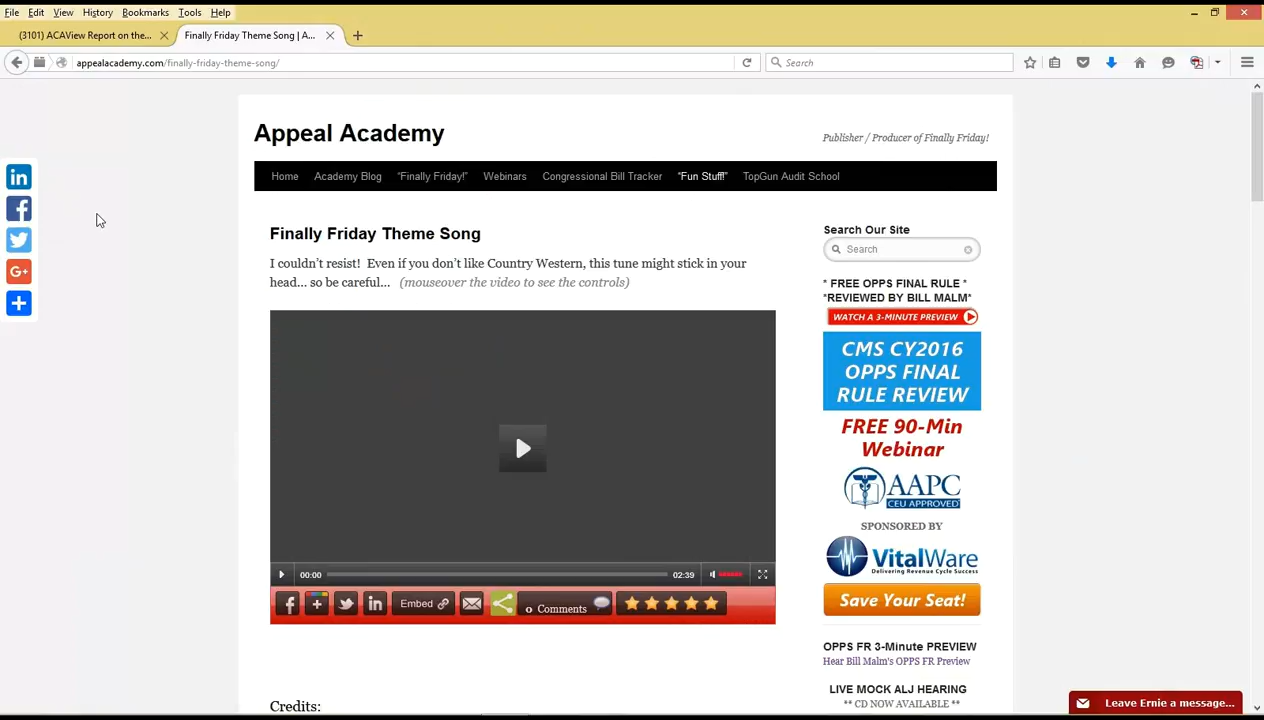 File Edit View History Bookmarks Tools Help
(3101) ACAView Report on the...
Finally Friday Theme Song | A...
appealacademy.com/finally-friday-theme-song/
Search
Appeal Academy
Publisher / Producer of Finally Friday!
Home Academy Blog "Finally Friday!" Webinars Congressional Bill Tracker "Fun Stuff!" TopGun Audit School
Finally Friday Theme Song
I couldn't resist! Even if you don't like Country Western, this tune might stick in your
head... so be careful... (mouseover the video to see the controls)
00:00
02:39
Embed
0 Comments
Credits:
Search Our Site
Search
* FREE OPPS FINAL RULE *
*REVIEWED BY BILL MALM*
WATCH A 3-MINUTE PREVIEW
CMS CY2016
OPPS FINAL
RULE REVIEW
FREE 90-Min
Webinar
AAPC
CEU APPROVED
SPONSORED BY
VitalWare
Delivering Revenue Cycle Success
Save Your Seat!
OPPS FR 3-Minute PREVIEW
Hear Bill Malm's OPPS FR Preview
LIVE MOCK ALJ HEARING
** CD NOW AVAILABLE **
Leave Ernie a message...